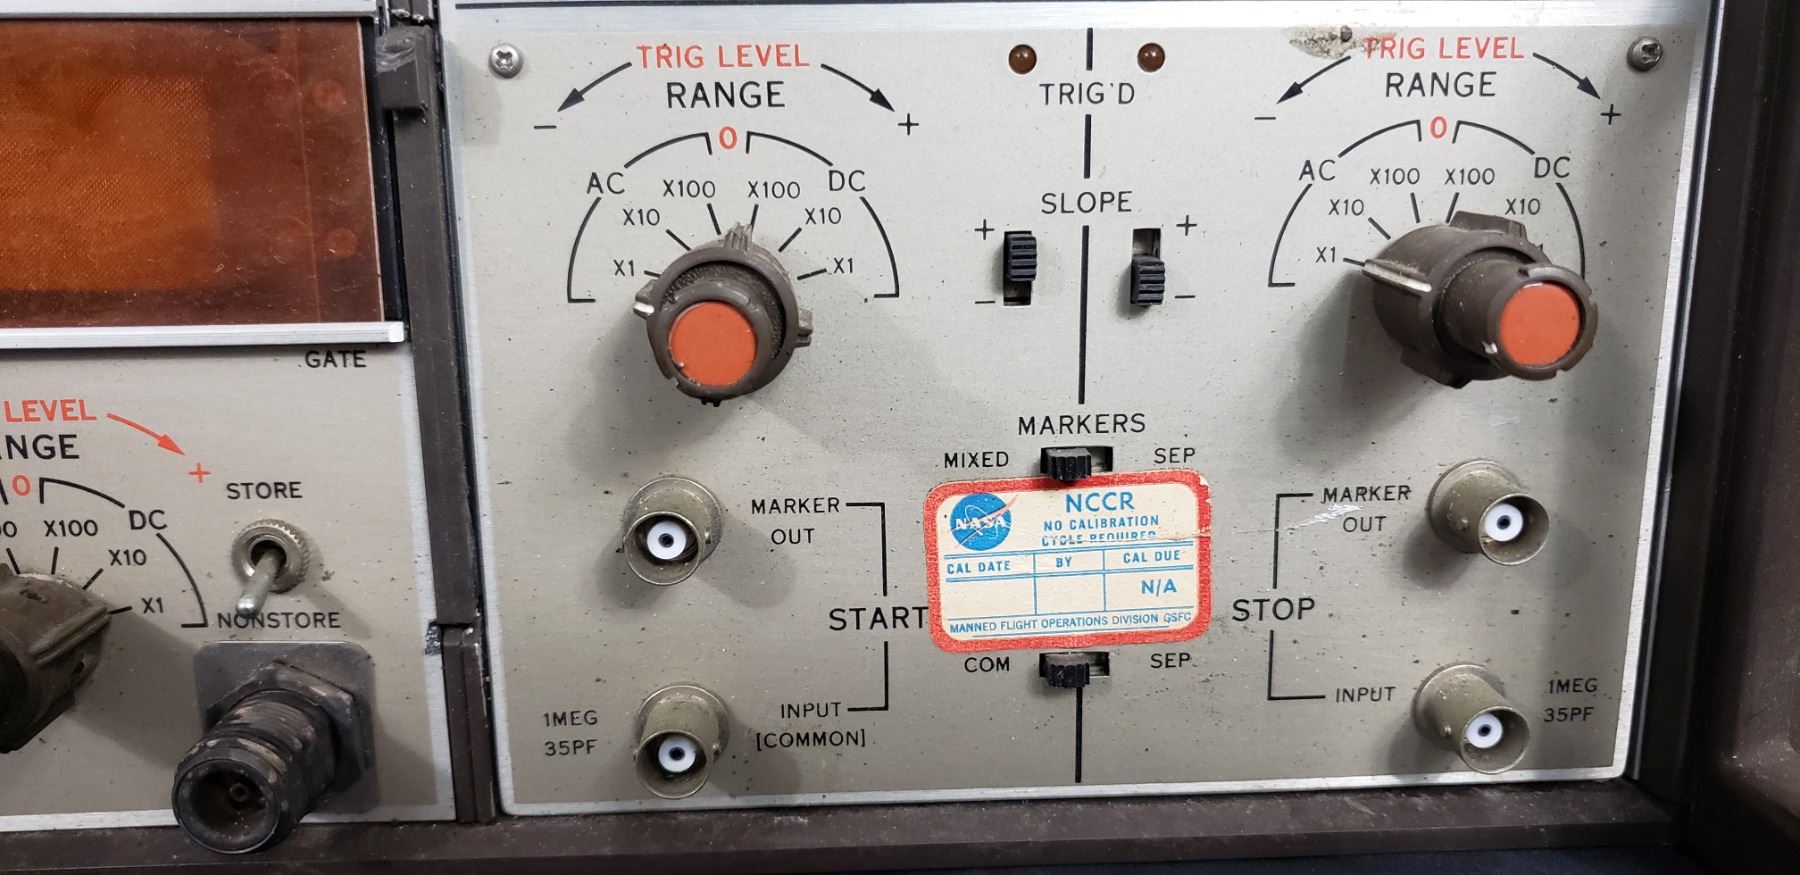 GATE
LEVEL
NGE
0
+
DC
X100
X10
X1
STORE
NONSTORE
TRIG LEVEL
RANGE
− +
0
AC DC
X100 X100
X10 X10
X1 X1
TRIG'D
SLOPE
+ +
− −
TRIG LEVEL
RANGE
− +
0
AC DC
X100 X100
X10 X10
X1
MARKERS
MIXED SEP
MARKER
OUT
START
INPUT
[COMMON]
1MEG
35PF
NASA
NCCR
NO CALIBRATION
CYCLE REQUIRED
CAL DATE BY CAL DUE
N/A
MANNED FLIGHT OPERATIONS DIVISION GSFC
COM SEP
MARKER
OUT
STOP
INPUT
1MEG
35PF